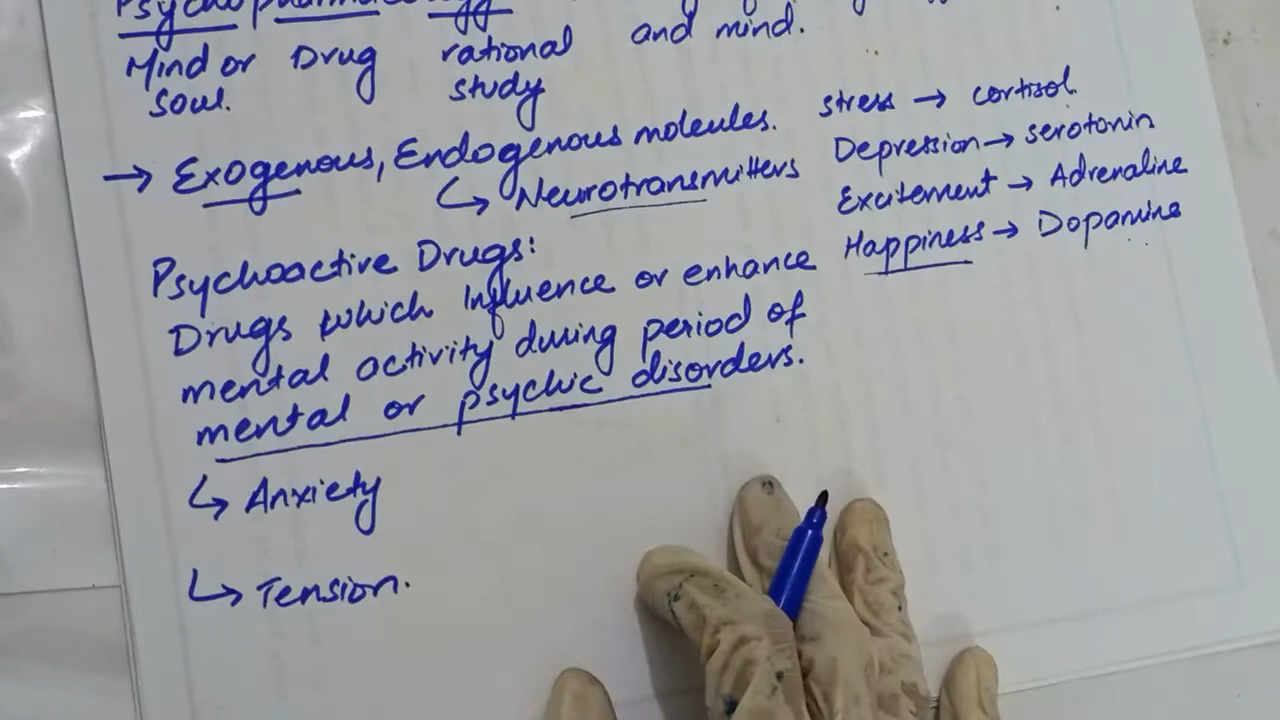 and mind.
Mind or Drug rational
soul. study
→ Exogenous, Endogenous moleules.
↳ Neurotransmitters
stress → cortisol.
Depression → serotonin
Excitement → Adrenaline
Happiness → Dopamine
Psychoactive Drugs:
Drugs which Influence or enhance
mental activity during period of
mental or psychic disorders.
↳ Anxiety
↳ Tension.